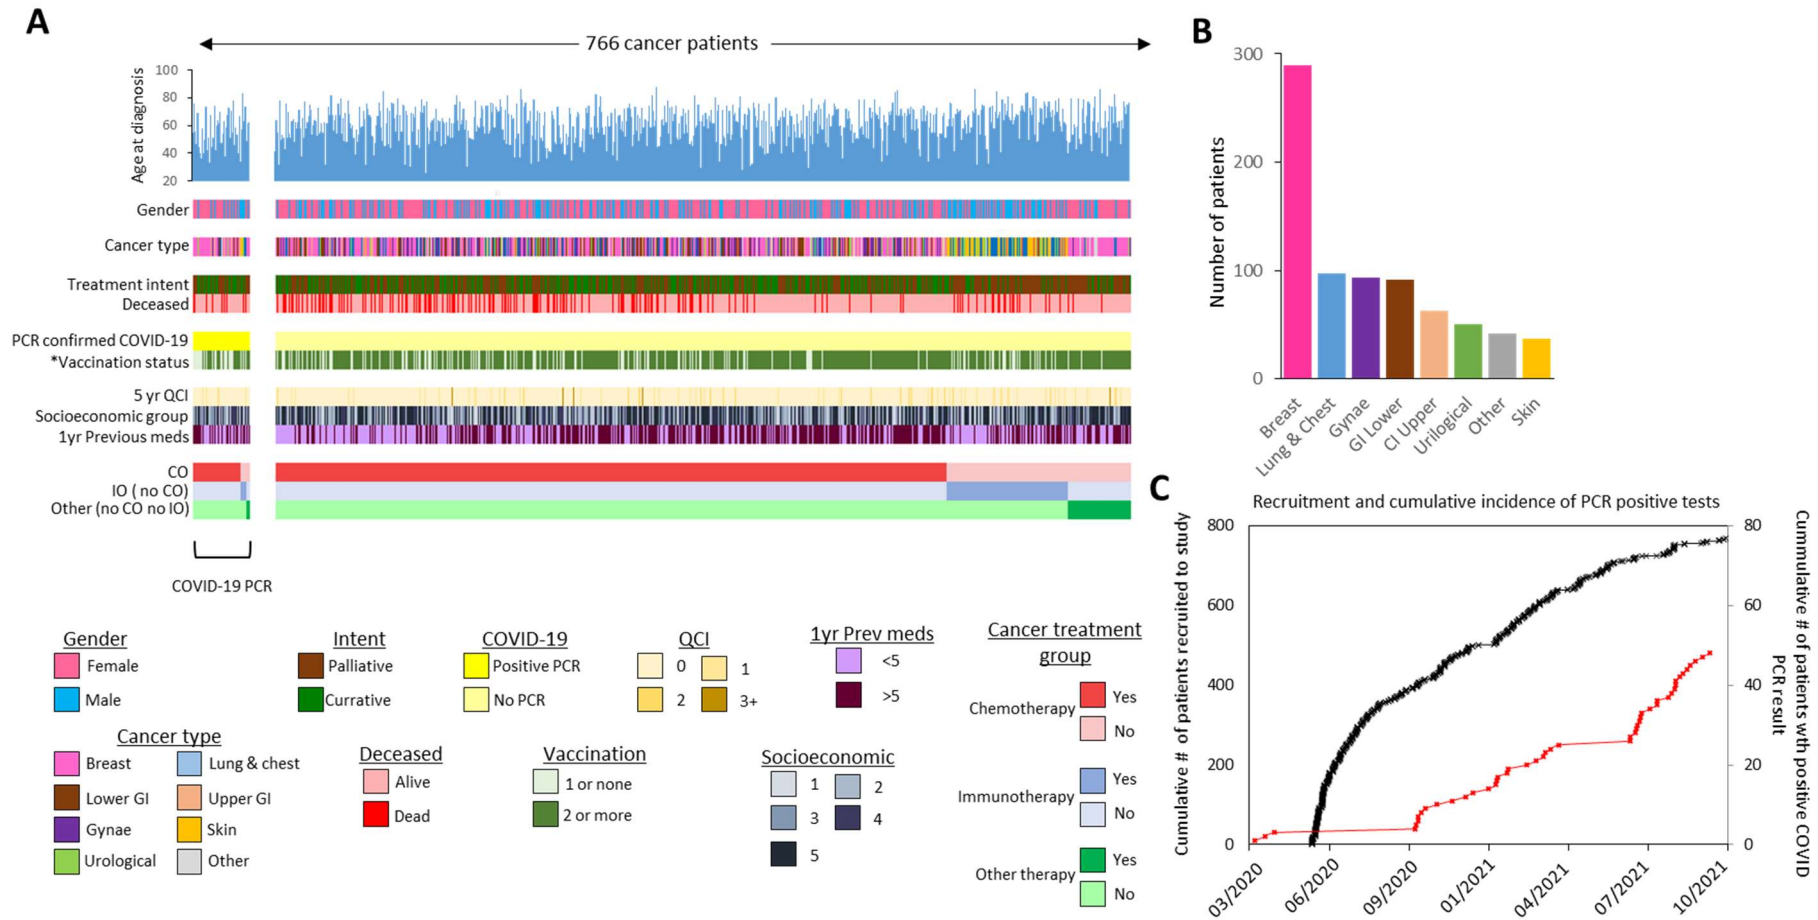 A
766 cancer patients
100
80
60
40
20
Age at diagnosis
Gender
Cancer type
Treatment intent
Deceased
PCR confirmed COVID-19
*Vaccination status
5 yr QCI
Socioeconomic group
1yr Previous meds
CO
IO ( no CO)
Other (no CO no IO)
COVID-19 PCR
Gender
Female
Male
Intent
Palliative
Currative
COVID-19
Positive PCR
No PCR
QCI
0
1
2
3+
1yr Prev meds
<5
>5
Cancer treatment
group
Chemotherapy
Yes
No
Immunotherapy
Yes
No
Other therapy
Yes
No
Cancer type
Breast
Lung & chest
Lower GI
Upper GI
Gynae
Skin
Urological
Other
Deceased
Alive
Dead
Vaccination
1 or none
2 or more
Socioeconomic
1
2
3
4
5
B
Number of patients
300
200
100
0
Breast
Lung & Chest
Gynae
GI Lower
CI Upper
Urilogical
Other
Skin
C
Recruitment and cumulative incidence of PCR positive tests
Cumulative # of patients recruited to study
800
600
400
200
0
80
60
40
20
0
Cummulative # of patients wth positive COVID
PCR result
03/2020
06/2020
09/2020
01/2021
04/2021
07/2021
10/2021